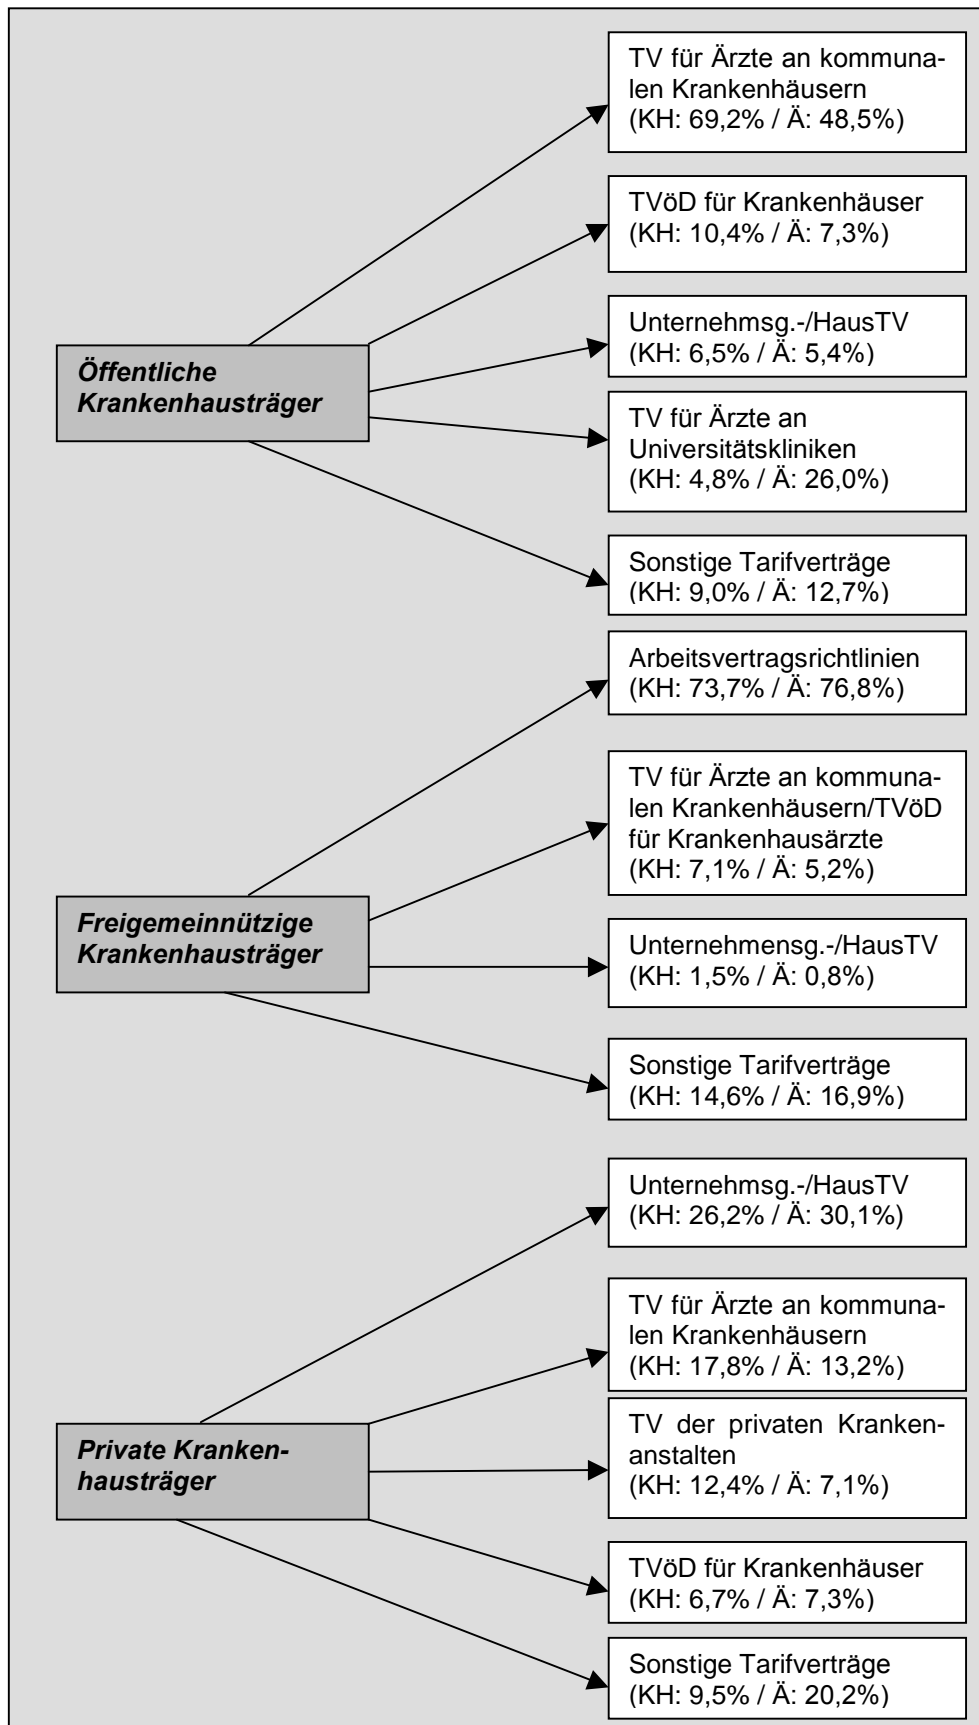 Öffentliche
Krankenhausträger
TV für Ärzte an kommuna-
len Krankenhäusern
(KH: 69,2% / Ä: 48,5%)
TVöD für Krankenhäuser
(KH: 10,4% / Ä: 7,3%)
Unternehmsg.-/HausTV
(KH: 6,5% / Ä: 5,4%)
TV für Ärzte an
Universitätskliniken
(KH: 4,8% / Ä: 26,0%)
Sonstige Tarifverträge
(KH: 9,0% / Ä: 12,7%)
Freigemeinnützige
Krankenhausträger
Arbeitsvertragsrichtlinien
(KH: 73,7% / Ä: 76,8%)
TV für Ärzte an kommuna-
len Krankenhäusern/TVöD
für Krankenhausärzte
(KH: 7,1% / Ä: 5,2%)
Unternehmensg.-/HausTV
(KH: 1,5% / Ä: 0,8%)
Sonstige Tarifverträge
(KH: 14,6% / Ä: 16,9%)
Private Kranken-
hausträger
Unternehmsg.-/HausTV
(KH: 26,2% / Ä: 30,1%)
TV für Ärzte an kommuna-
len Krankenhäusern
(KH: 17,8% / Ä: 13,2%)
TV der privaten Kranken-
anstalten
(KH: 12,4% / Ä: 7,1%)
TVöD für Krankenhäuser
(KH: 6,7% / Ä: 7,3%)
Sonstige Tarifverträge
(KH: 9,5% / Ä: 20,2%)